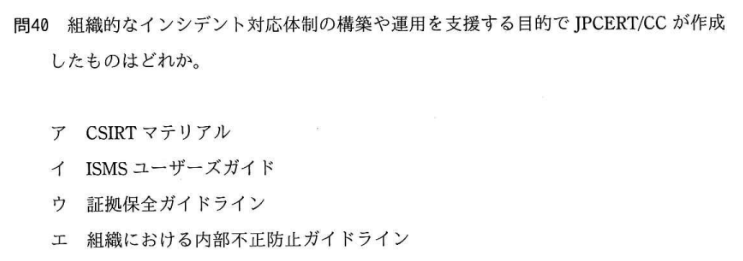 問40 組織的なインシデント対応体制の構築や運用を支援する目的で JPCERT/CC が作成
したものはどれか。
ア CSIRT マテリアル
イ ISMS ユーザーズガイド
ウ 証拠保全ガイドライン
エ 組織における内部不正防止ガイドライン